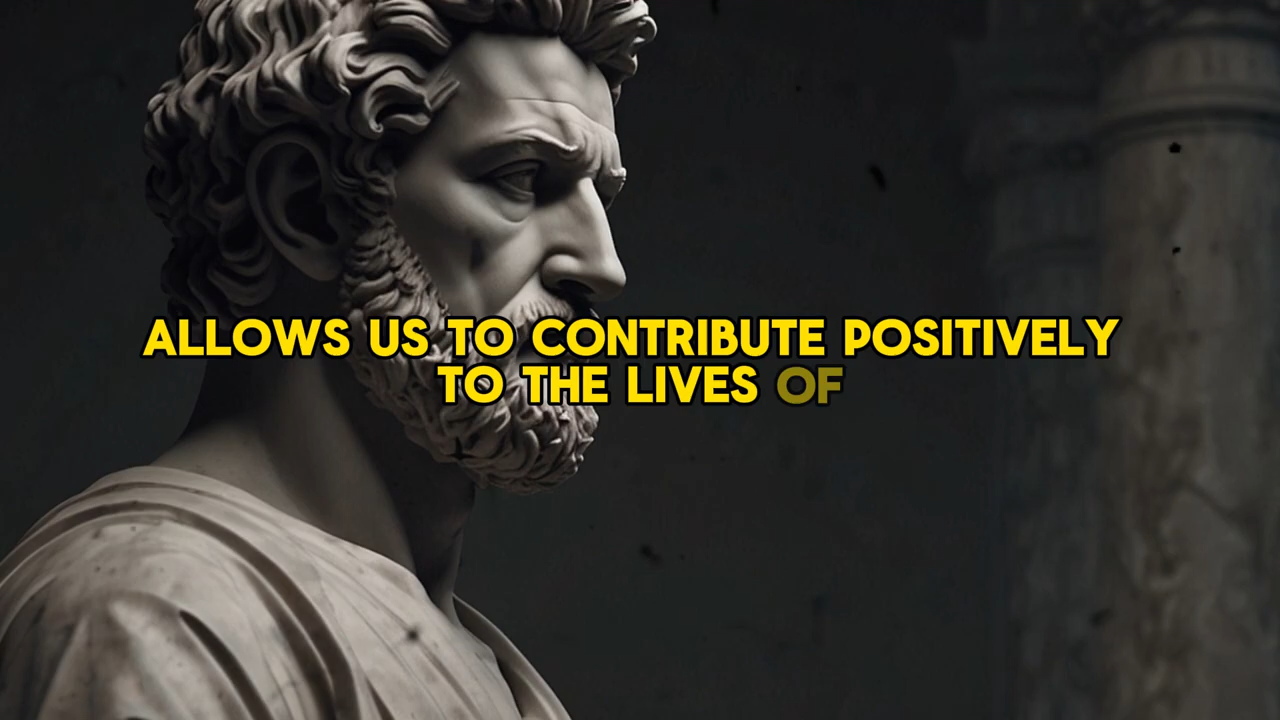 ALLOWS US TO CONTRIBUTE POSITIVELY
TO THE LIVES OF